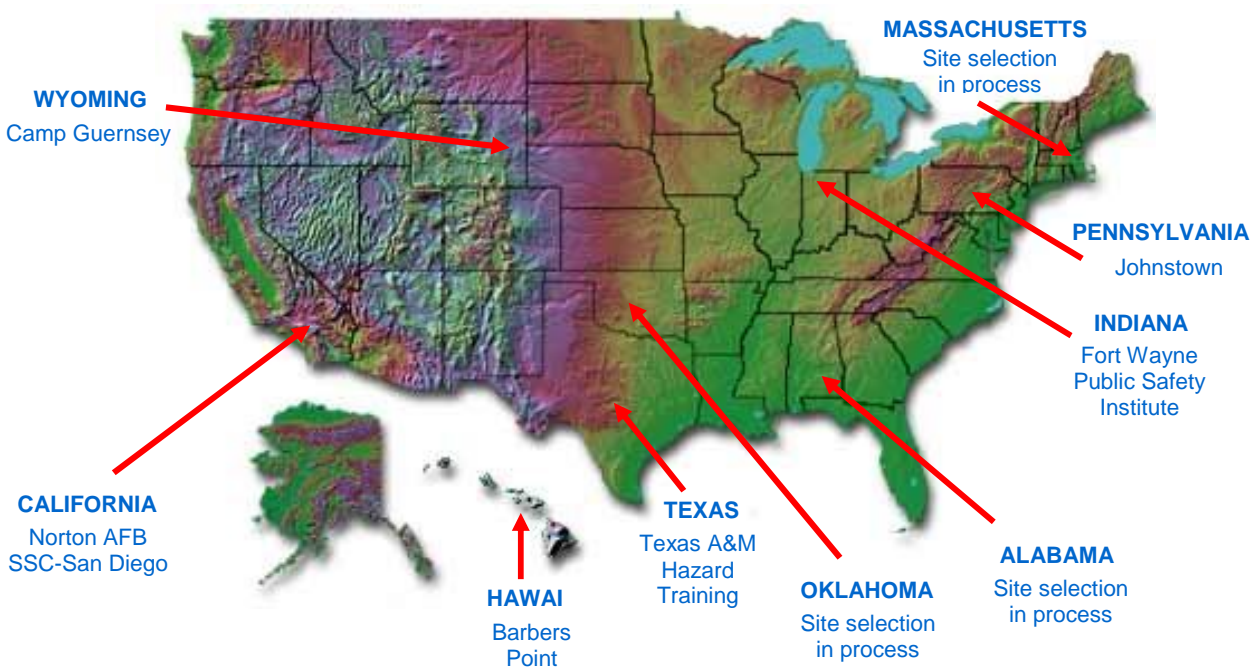 MASSACHUSETTS
Site selection
in process
WYOMING
Camp Guernsey
PENNSYLVANIA
Johnstown
INDIANA
Fort Wayne
Public Safety
Institute
CALIFORNIA
Norton AFB
SSC-San Diego
HAWAI
Barbers
Point
TEXAS
Texas A&M
Hazard
Training
OKLAHOMA
Site selection
in process
ALABAMA
Site selection
in process